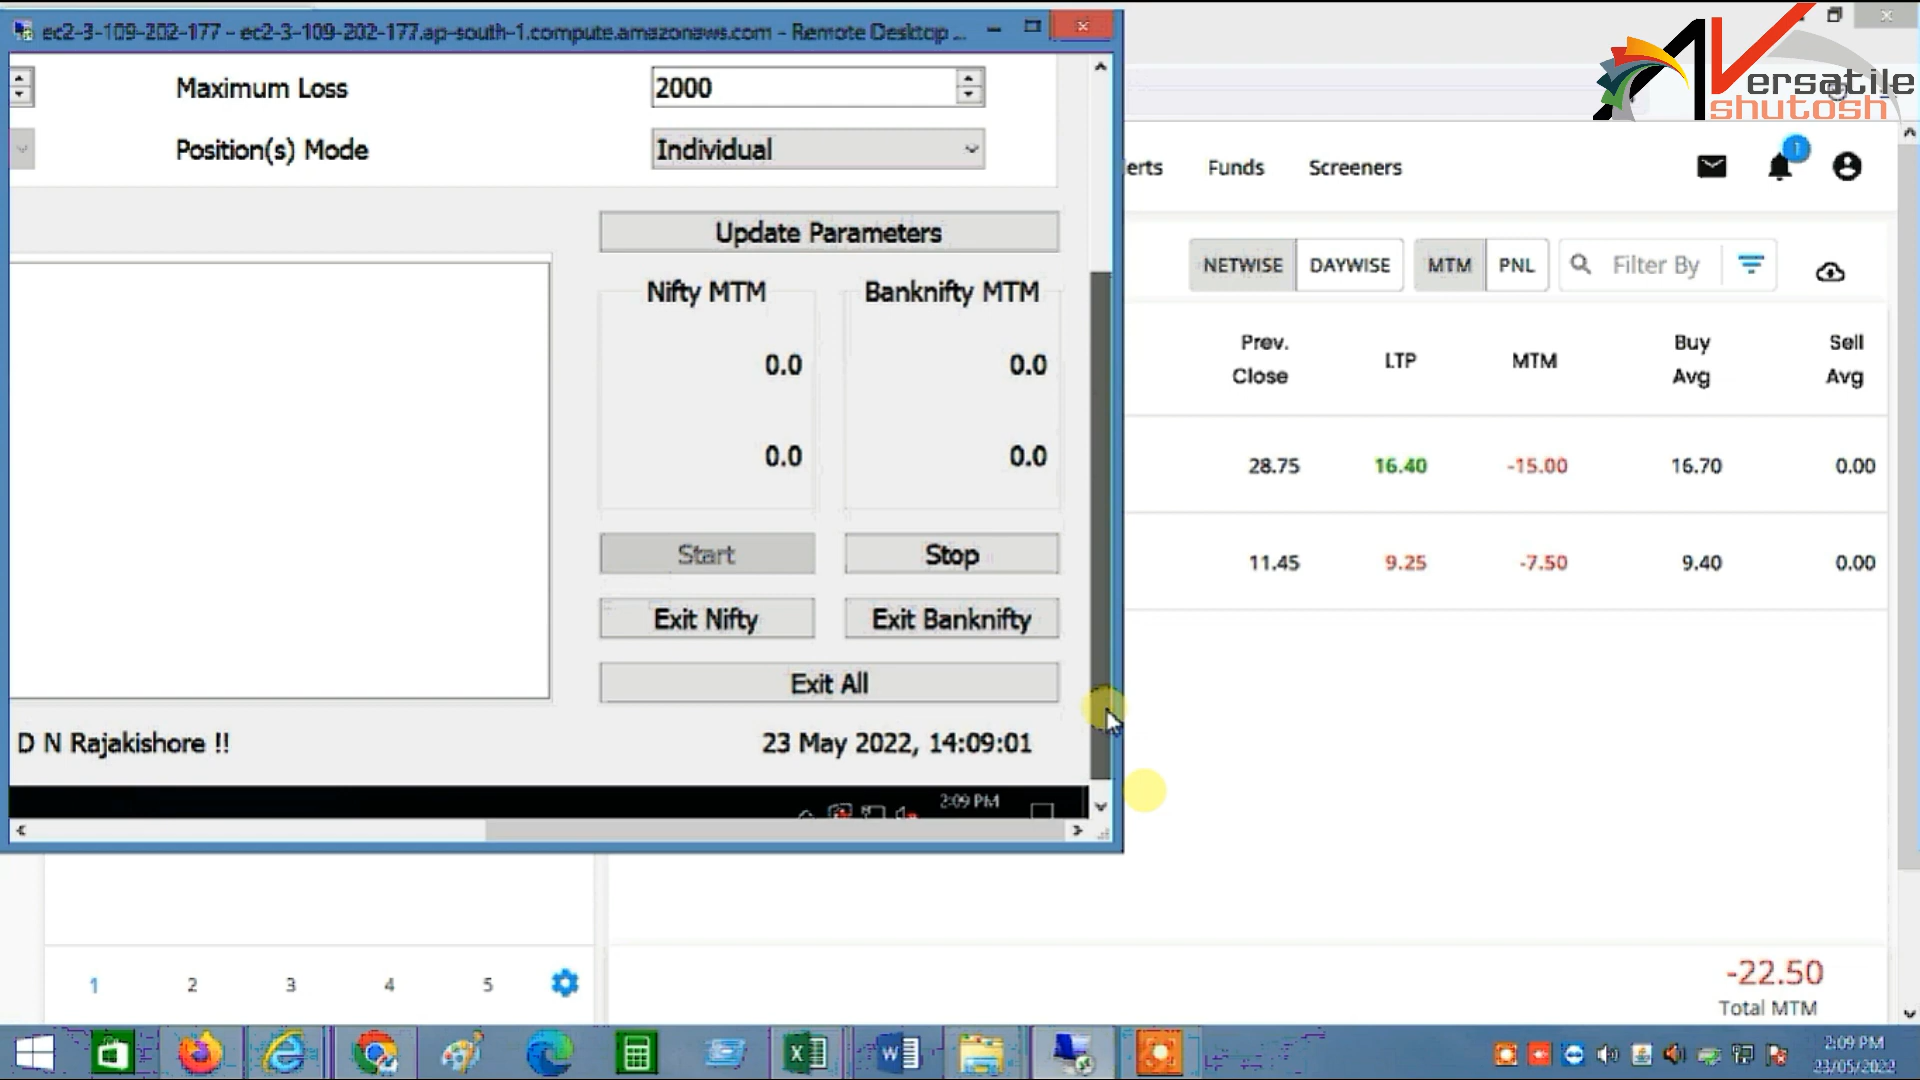 ec2-3-109-202-177 - ec2-3-109-202-177.ap-south-1.compute.amazonaws.com - Remote Desktop ...
Versatile
Ashutosh
Maximum Loss
2000
Position(s) Mode
Individual
Update Parameters
Nifty MTM
Banknifty MTM
0.0
0.0
0.0
0.0
Start
Stop
Exit Nifty
Exit Banknifty
Exit All
D N Rajakishore !!
23 May 2022, 14:09:01
2:09 PM
erts
Funds
Screeners
1
NETWISE
DAYWISE
MTM
PNL
Filter By
Prev. Close
LTP
MTM
Buy Avg
Sell Avg
28.75
16.40
-15.00
16.70
0.00
11.45
9.25
-7.50
9.40
0.00
1
2
3
4
5
-22.50
Total MTM
2:09 PM
23/05/2022